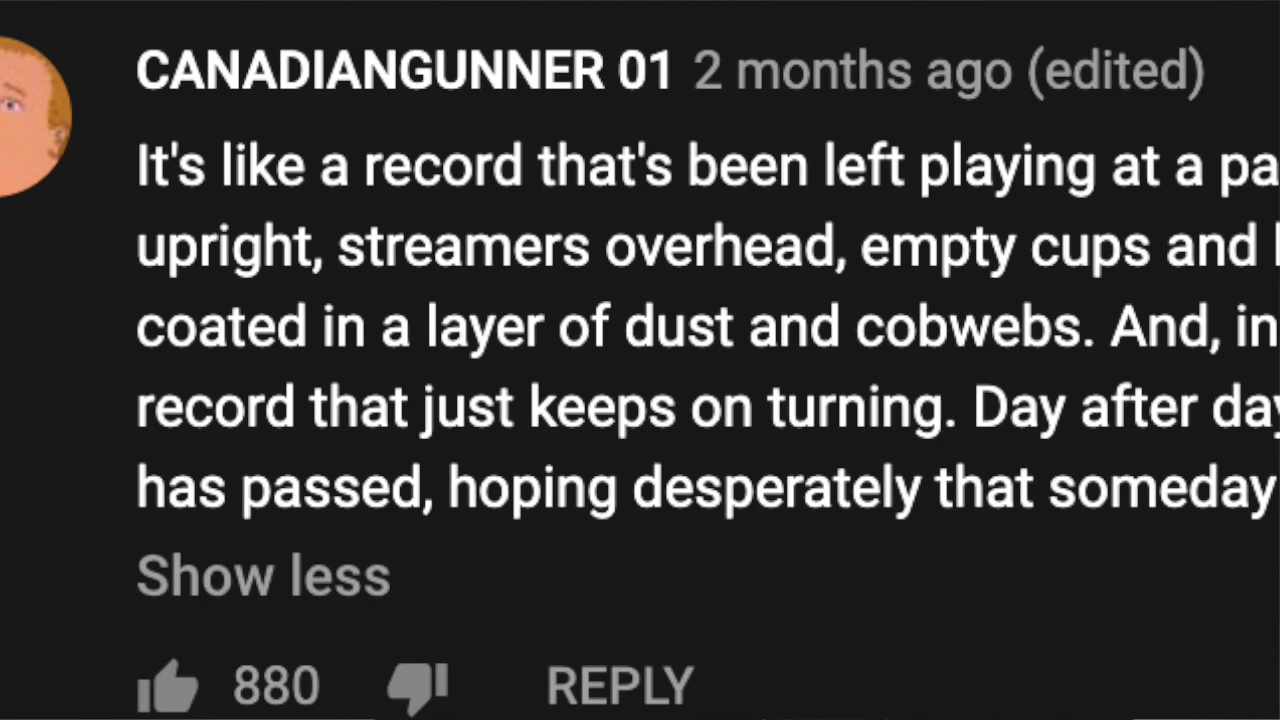 CANADIANGUNNER 01 2 months ago (edited)
It's like a record that's been left playing at a pa
upright, streamers overhead, empty cups and
coated in a layer of dust and cobwebs. And, in
record that just keeps on turning. Day after day
has passed, hoping desperately that someday
Show less
880 REPLY